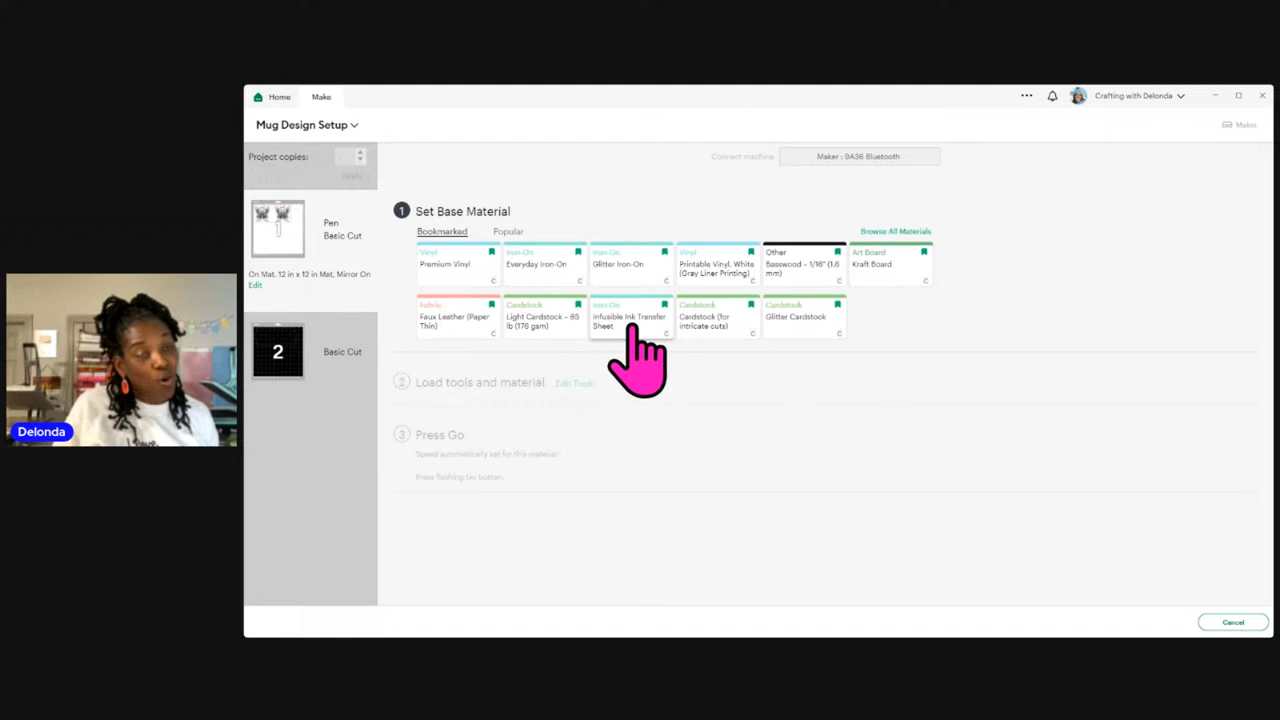 Home
Make
Crafting with Delonda
Mug Design Setup
Maker
Project copies:
Apply
Connect machine
Maker : 9A36 Bluetooth
1
Pen
Basic Cut
On Mat, 12 in x 12 in Mat, Mirror On
Edit
2
Basic Cut
1 Set Base Material
Bookmarked
Popular
Browse All Materials
Vinyl
Premium Vinyl
C
Iron-On
Everyday Iron-On
C
Iron-On
Glitter Iron-On
C
Vinyl
Printable Vinyl, White
(Gray Liner Printing)
C
Other
Basswood – 1/16" (1.6
mm)
C
Art Board
Kraft Board
C
Fabric
Faux Leather (Paper
Thin)
C
Cardstock
Light Cardstock – 65
lb (176 gsm)
C
Iron-On
Infusible Ink Transfer
Sheet
C
Cardstock
Cardstock (for
intricate cuts)
C
Cardstock
Glitter Cardstock
C
2 Load tools and material Edit Tools
3 Press Go
Speed automatically set for this material
Press flashing Go button.
Cancel
Delonda